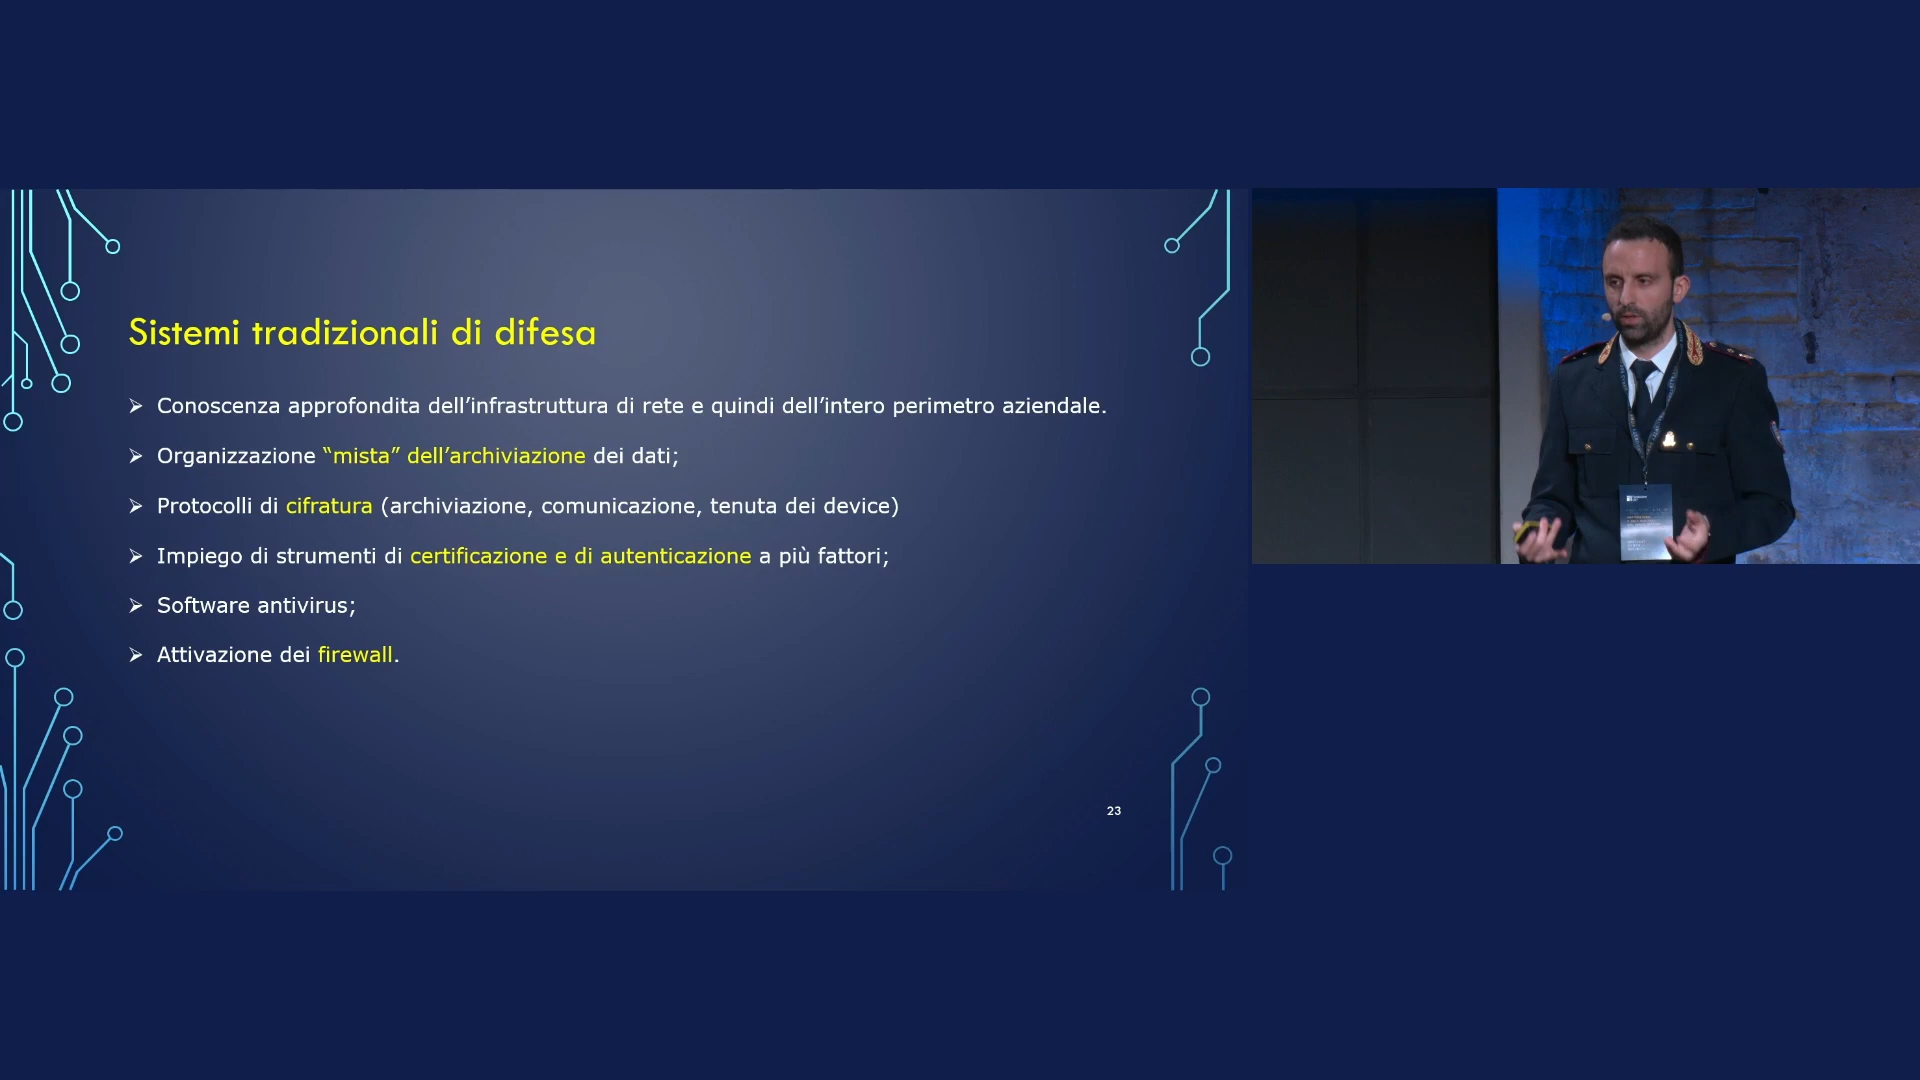 Sistemi tradizionali di difesa
⮚ Conoscenza approfondita dell’infrastruttura di rete e quindi dell’intero perimetro aziendale.
⮚ Organizzazione “mista” dell’archiviazione dei dati;
⮚ Protocolli di cifratura (archiviazione, comunicazione, tenuta dei device)
⮚ Impiego di strumenti di certificazione e di autenticazione a più fattori;
⮚ Software antivirus;
⮚ Attivazione dei firewall.
23